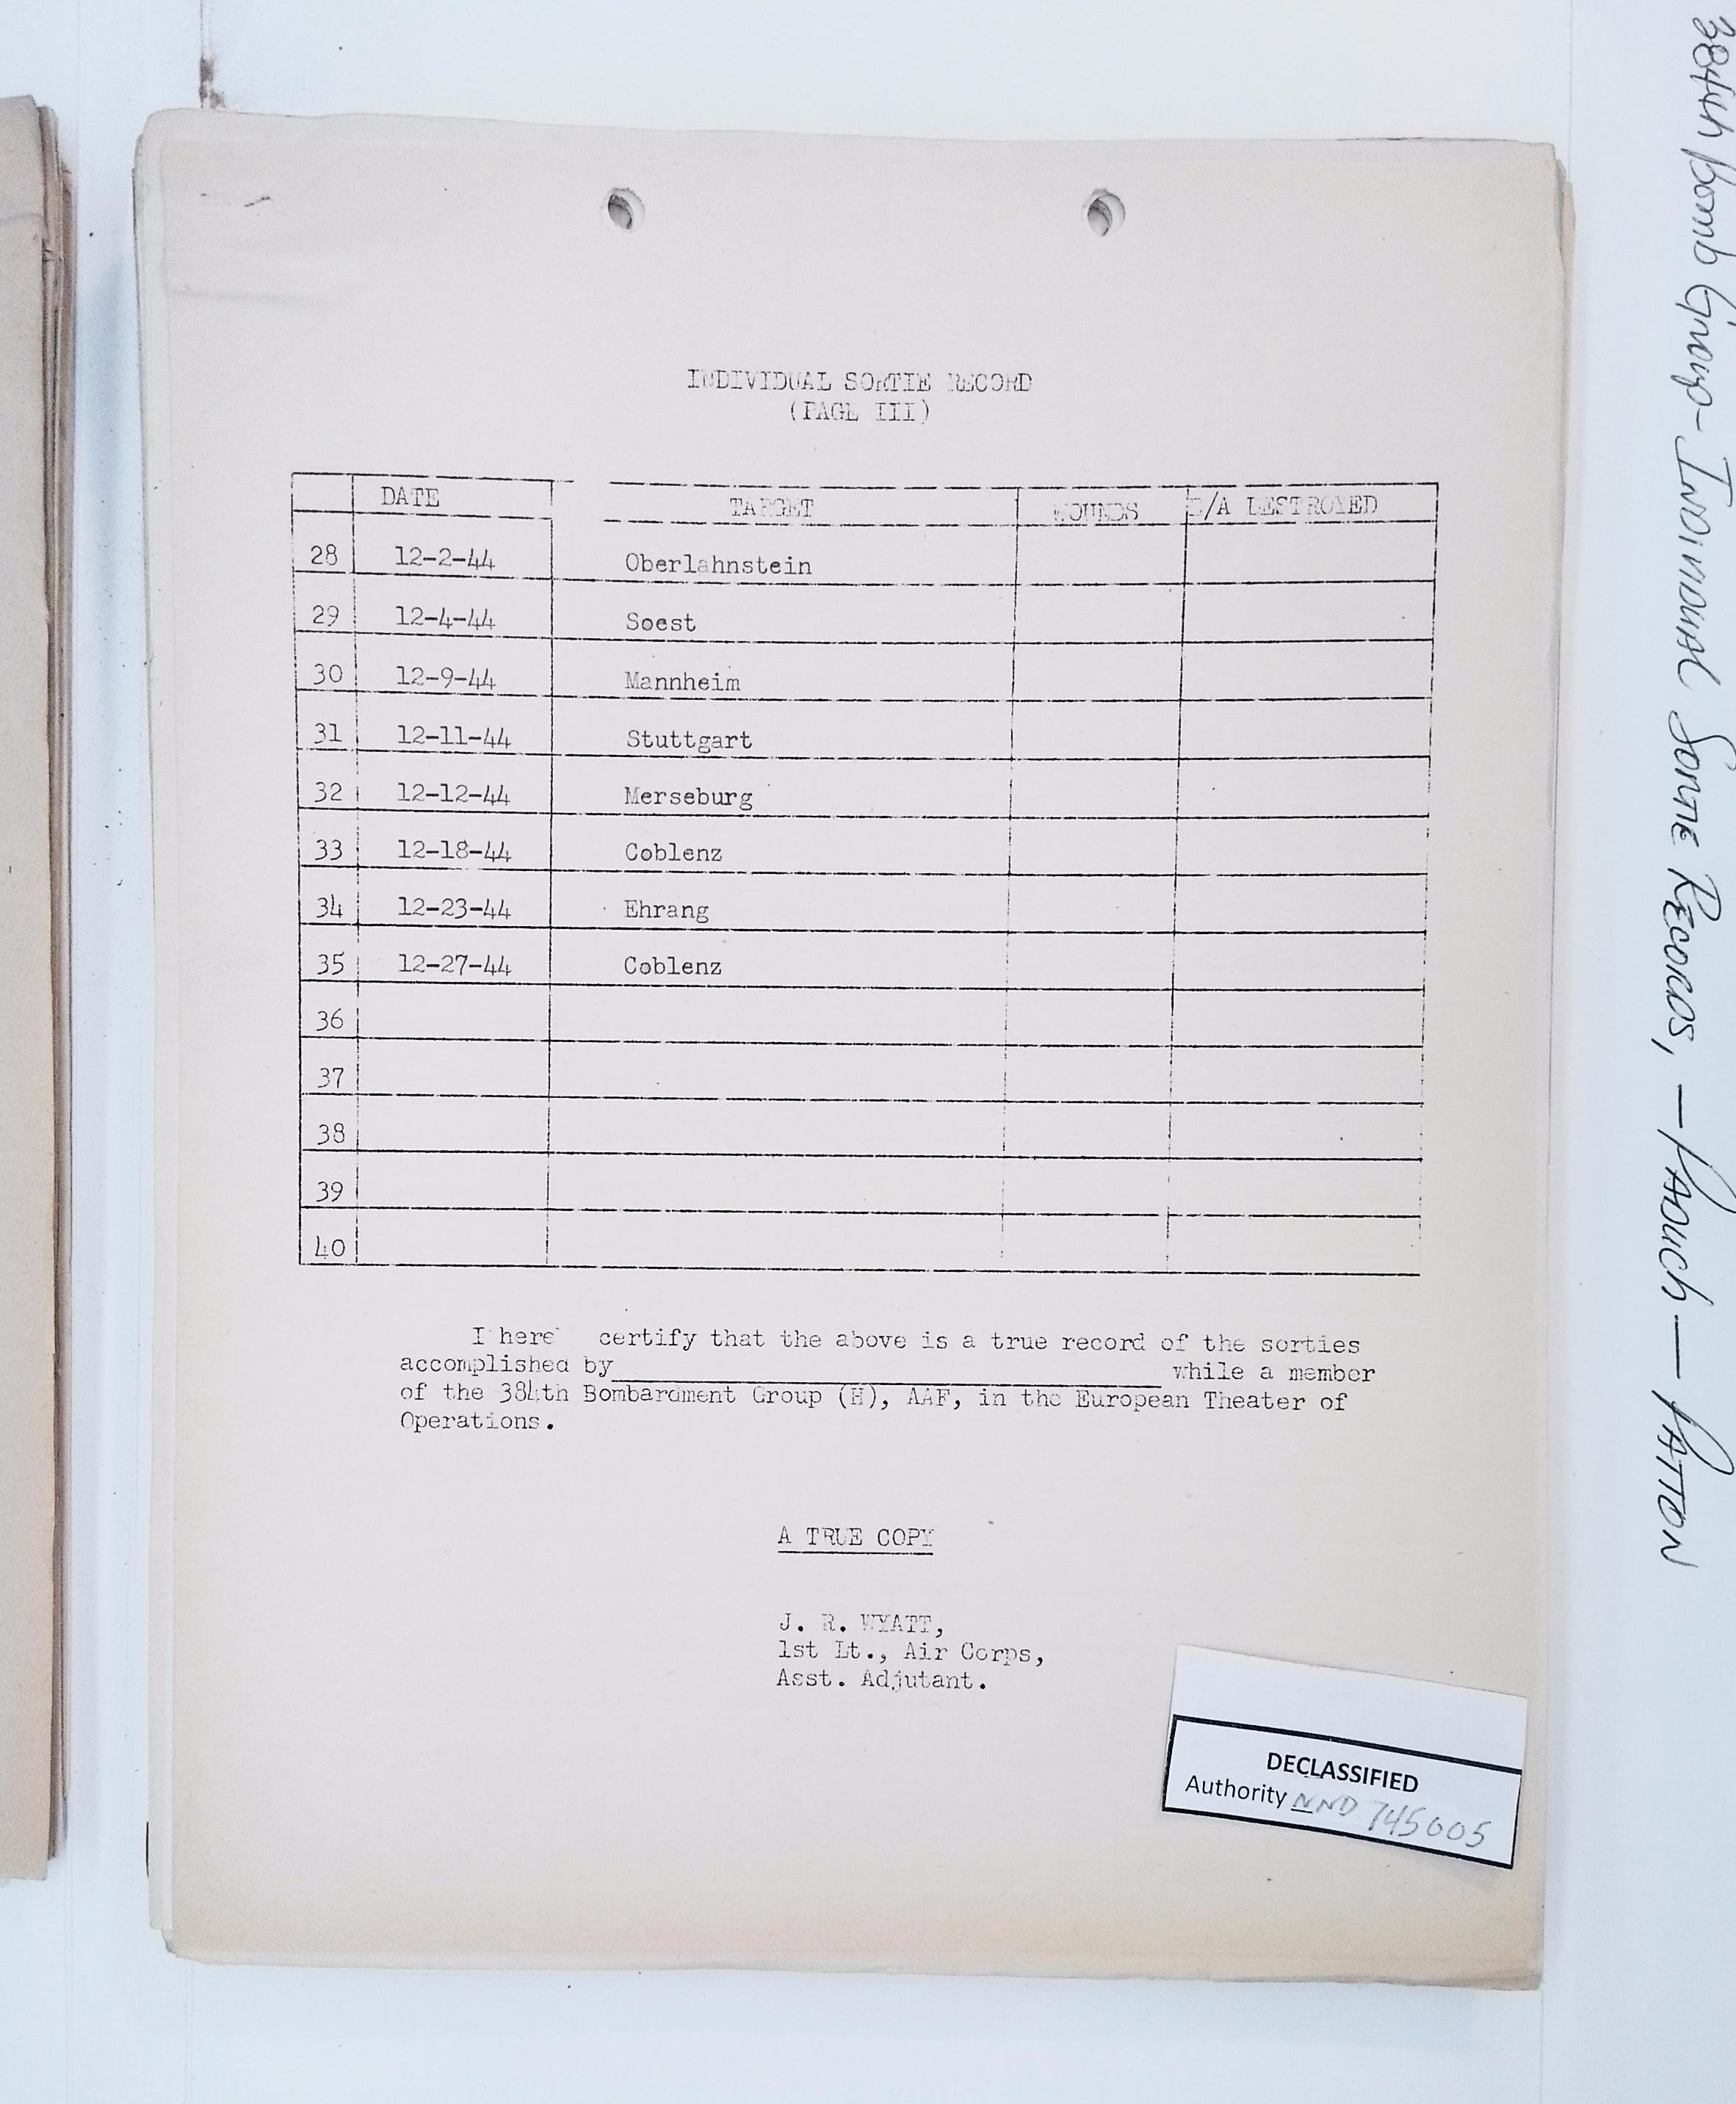 INDIVIDUAL SORTIE RECORD
(PAGE III)
DATE TARGET WOUNDS E/A DESTROYED
28 12-2-44 Oberlahnstein
29 12-4-44 Soest
30 12-9-44 Mannheim
31 12-11-44 Stuttgart
32 12-12-44 Merseburg
33 12-18-44 Coblenz
34 12-23-44 Ehrang
35 12-27-44 Coblenz
36
37
38
39
40
I here certify that the above is a true record of the sorties
accomplished by while a member
of the 384th Bombardment Group (H), AAF, in the European Theater of
Operations.
A TRUE COPY
J. R. WYATT,
1st Lt., Air Corps,
Asst. Adjutant.
DECLASSIFIED
Authority NND 745005
384th Bomb Group - Individual Sortie Records, - Paduch - Patton